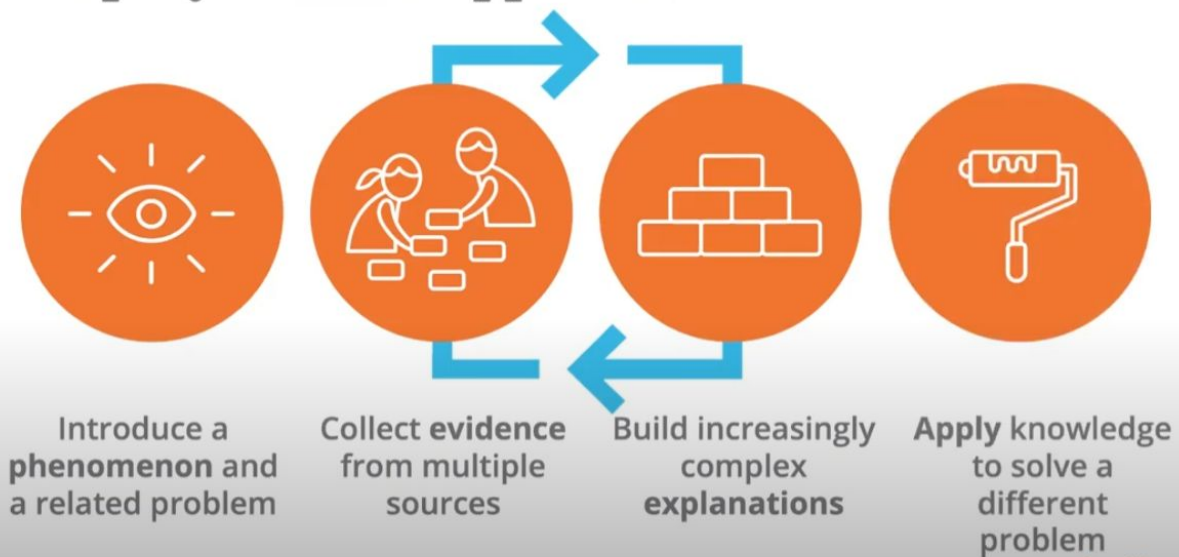 Introduce a
phenomenon and
a related problem
Collect evidence
from multiple
sources
Build increasingly
complex
explanations
Apply knowledge
to solve a
different
problem